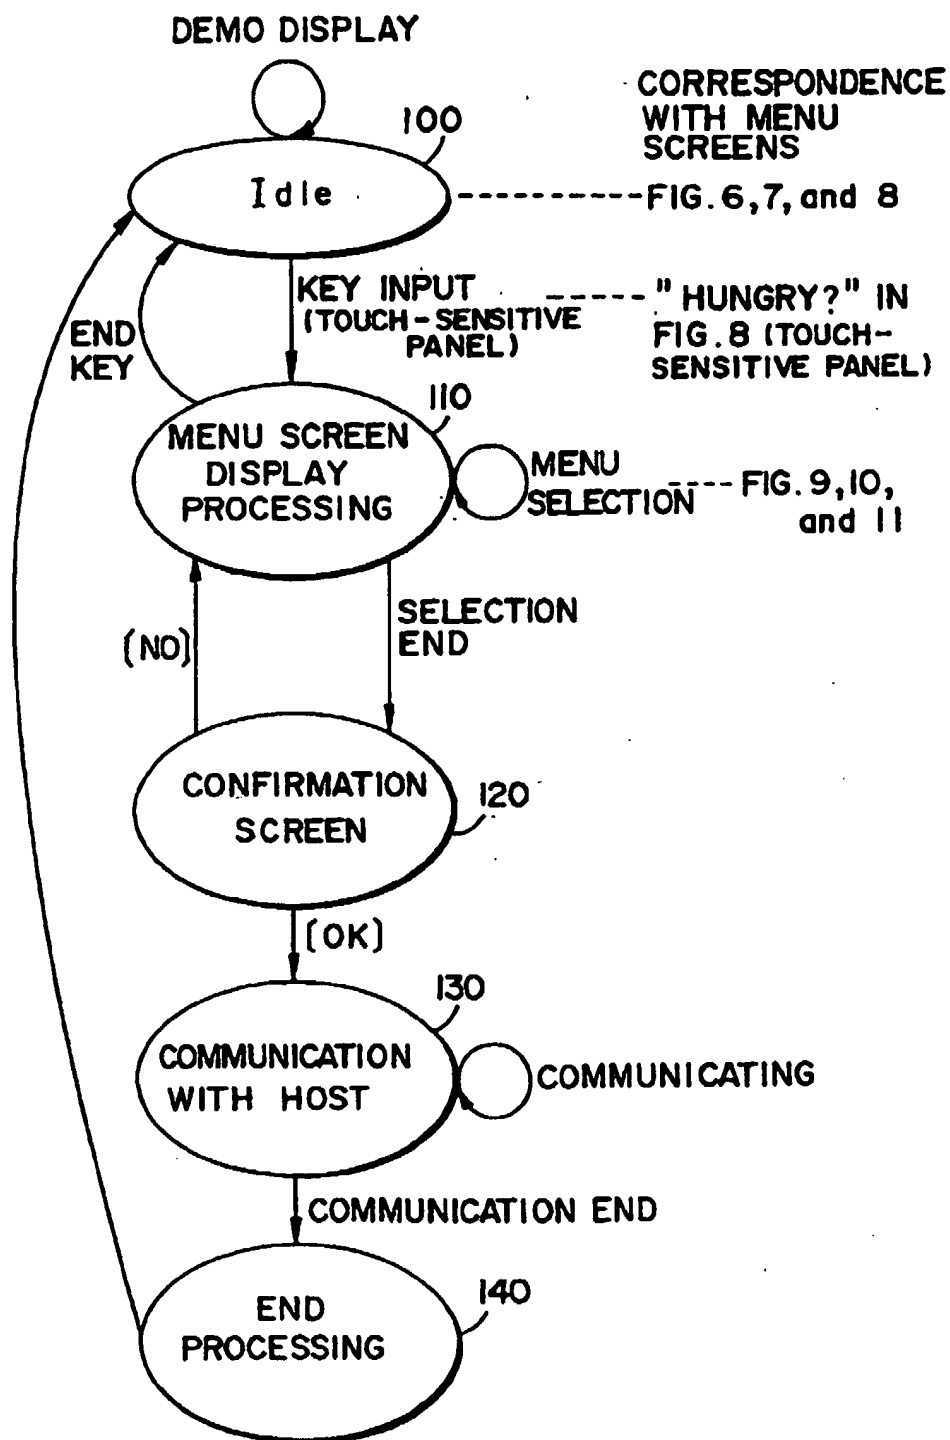 DEMO DISPLAY
CORRESPONDENCE
WITH MENU
SCREENS
100
Idle
FIG. 6, 7, and 8
KEY INPUT
(TOUCH-SENSITIVE
PANEL)
"HUNGRY?" IN
FIG. 8 (TOUCH-
SENSITIVE PANEL)
END
KEY
110
MENU SCREEN
DISPLAY
PROCESSING
MENU
SELECTION
FIG. 9, 10,
and 11
SELECTION
END
[NO]
CONFIRMATION
SCREEN
120
[OK]
130
COMMUNICATION
WITH HOST
COMMUNICATING
COMMUNICATION END
140
END
PROCESSING